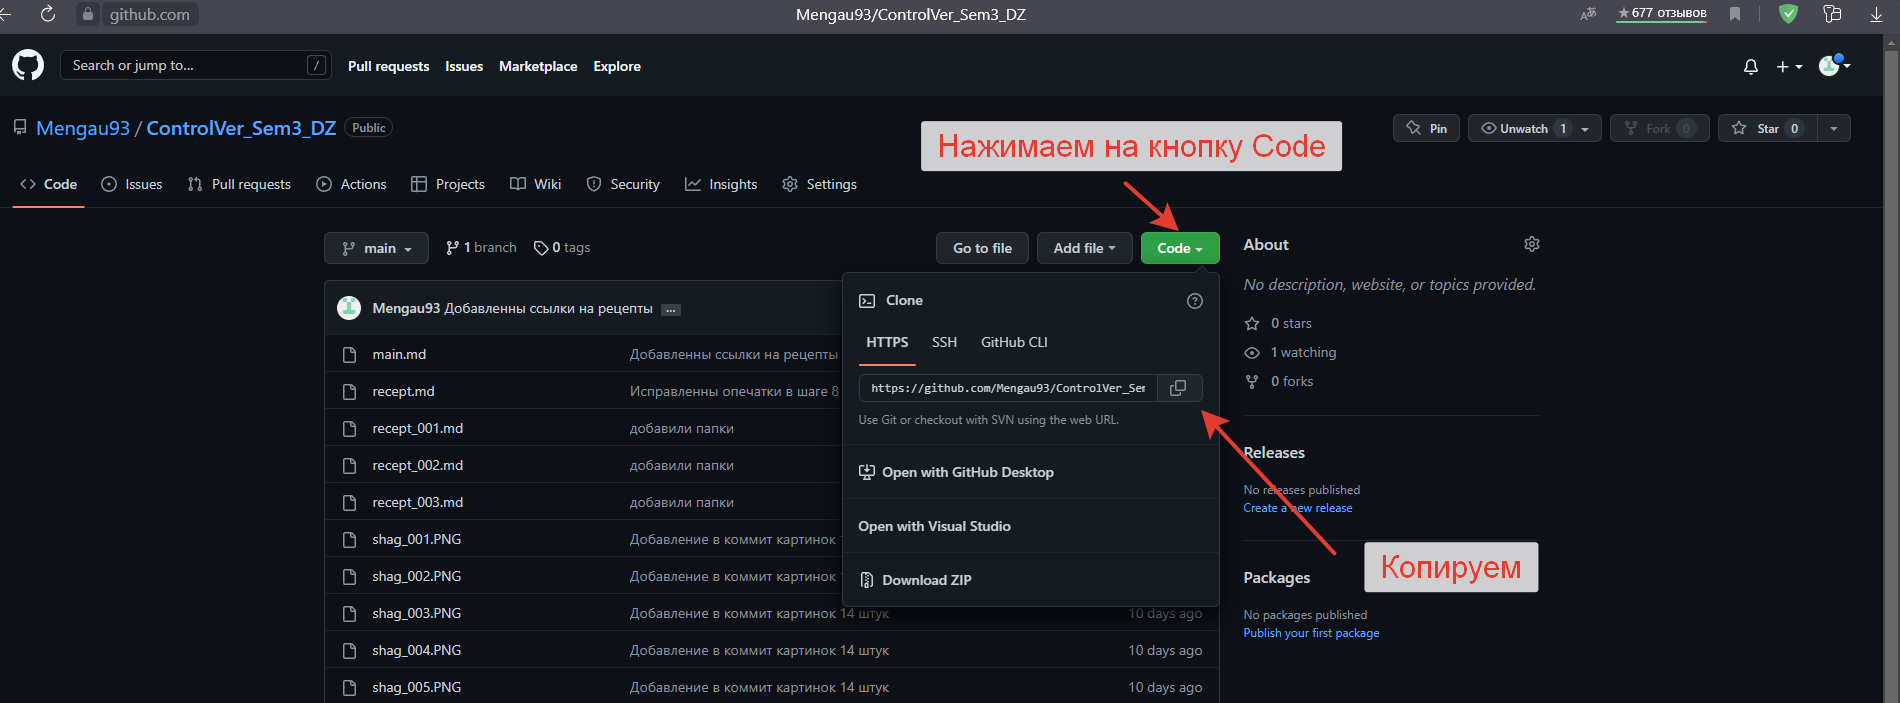 github.com
Mengau93/ControlVer_Sem3_DZ
★677 отзывов
Search or jump to...
/
Pull requests
Issues
Marketplace
Explore
Mengau93 / ControlVer_Sem3_DZ
Public
Нажимаем на кнопку Code
Pin
Unwatch 1
Fork 0
Star 0
Code
Issues
Pull requests
Actions
Projects
Wiki
Security
Insights
Settings
main
1 branch
0 tags
Go to file
Add file
Code
About
No description, website, or topics provided.
0 stars
1 watching
0 forks
Mengau93 Добавленны ссылки на рецепты ...
main.md Добавленны ссылки на рецепты
recept.md Исправленны опечатки в шаге 8
recept_001.md добавили папки
recept_002.md добавили папки
recept_003.md добавили папки
shag_001.PNG Добавление в коммит картинок
shag_002.PNG Добавление в коммит картинок
shag_003.PNG Добавление в коммит картинок 14 штук 10 days ago
shag_004.PNG Добавление в коммит картинок 14 штук 10 days ago
shag_005.PNG Добавление в коммит картинок 14 штук 10 days ago
Clone
HTTPS
SSH
GitHub CLI
https://github.com/Mengau93/ControlVer_Sem
Use Git or checkout with SVN using the web URL.
Open with GitHub Desktop
Open with Visual Studio
Download ZIP
Releases
No releases published
Create a new release
Копируем
Packages
No packages published
Publish your first package